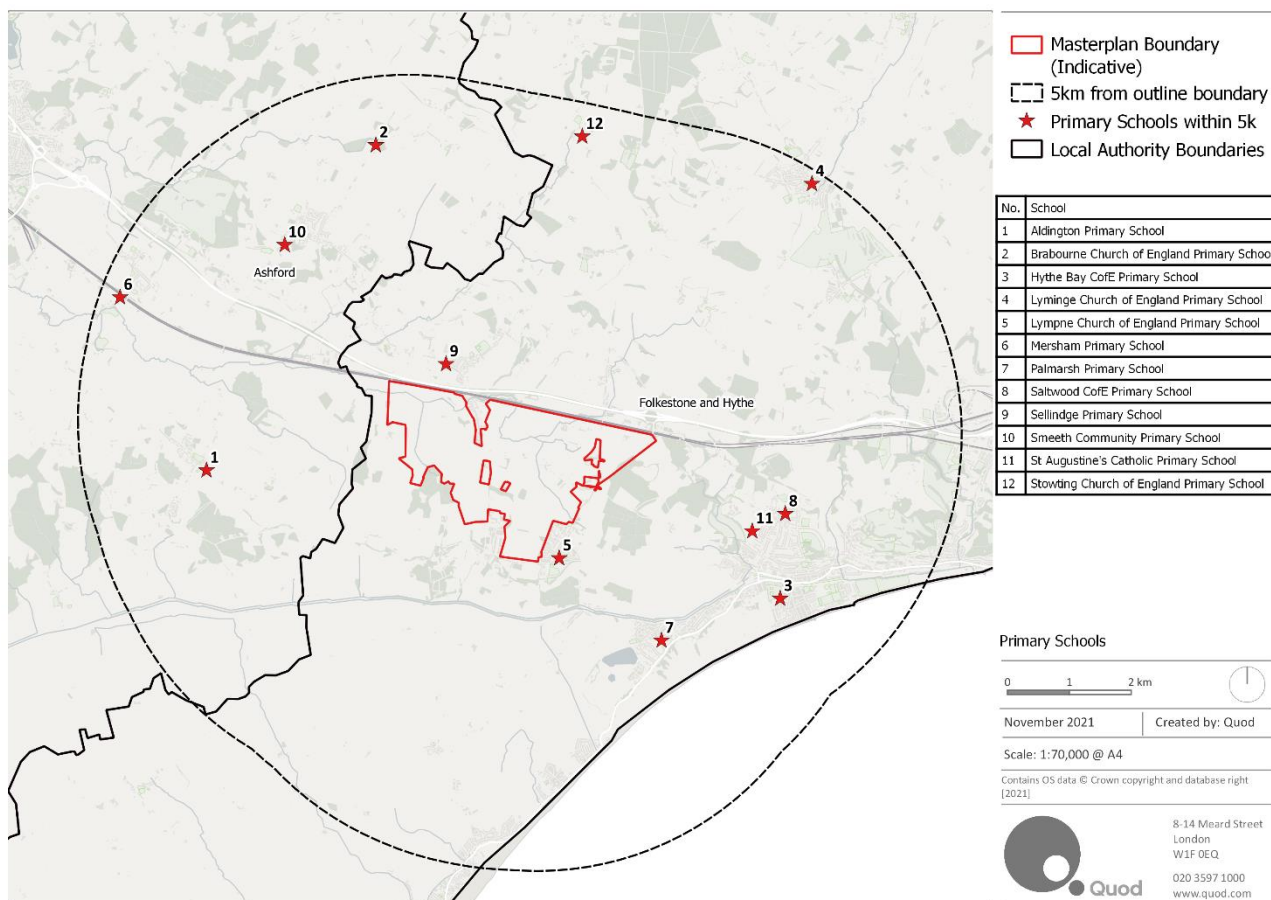 2
12
4
10
Ashford
6
9
Folkestone and Hythe
1
8
11
5
3
7
Masterplan Boundary
(Indicative)
5km from outline boundary
Primary Schools within 5k
Local Authority Boundaries
No. School
1 Aldington Primary School
2 Brabourne Church of England Primary Schoo
3 Hythe Bay CofE Primary School
4 Lyminge Church of England Primary School
5 Lympne Church of England Primary School
6 Mersham Primary School
7 Palmarsh Primary School
8 Saltwood CofE Primary School
9 Sellindge Primary School
10 Smeeth Community Primary School
11 St Augustine's Catholic Primary School
12 Stowting Church of England Primary School
Primary Schools
0 1 2 km
November 2021 Created by: Quod
Scale: 1:70,000 @ A4
Contains OS data © Crown copyright and database right
[2021]
8-14 Meard Street
London
W1F 0EQ
020 3597 1000
www.quod.com
Quod